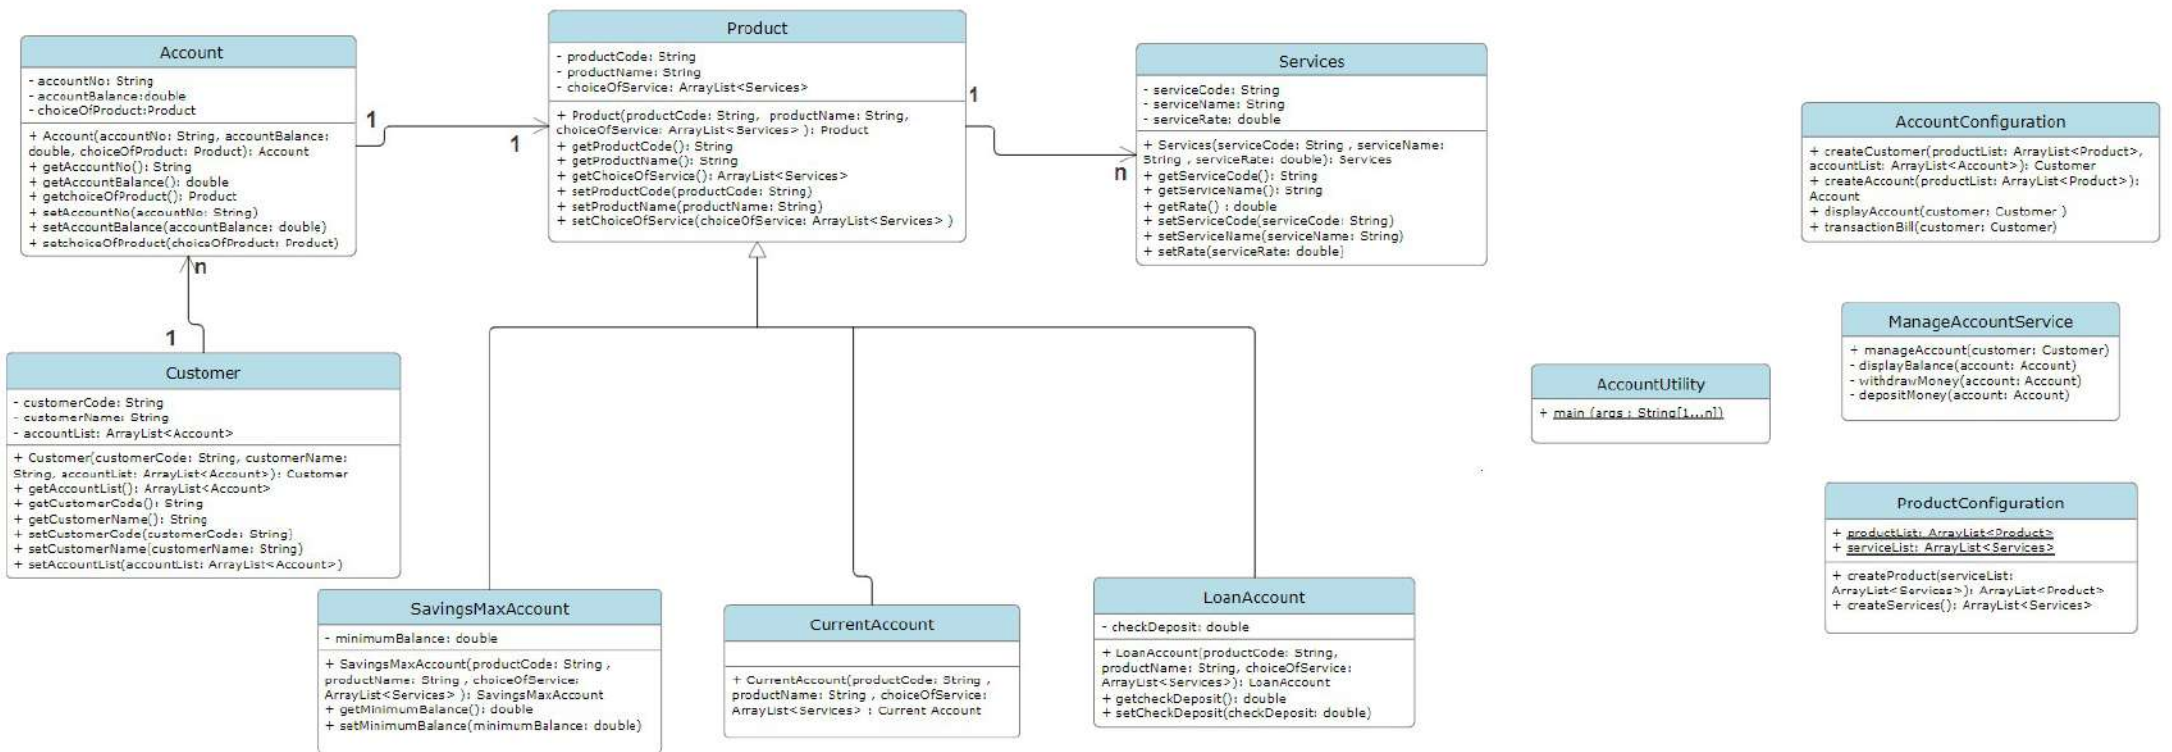 Account
- accountNo: String
- accountBalance:double
- choiceOfProduct:Product
+ Account(accountNo: String, accountBalance:
double, choiceOfProduct: Product): Account
+ getAccountNo(): String
+ getAccountBalance(): double
+ getchoiceOfProduct(): Product
+ setAccountNo(accountNo: String)
+ setAccountBalance(accountBalance: double)
+ setchoiceOfProduct(choiceOfProduct: Product)
1
1
Product
- productCode: String
- productName: String
- choiceOfService: ArrayList<Services>
+ Product(productCode: String, productName: String,
choiceOfService: ArrayList<Services> ): Product
+ getProductCode(): String
+ getProductName(): String
+ getChoiceOfService(): ArrayList<Services>
+ setProductCode(productCode: String)
+ setProductName(productName: String)
+ setChoiceOfService(choiceOfService: ArrayList<Services> )
1
n
Services
- serviceCode: String
- serviceName: String
- serviceRate: double
+ Services(serviceCode: String , serviceName:
String , serviceRate: double): Services
+ getServiceCode(): String
+ getServiceName(): String
+ getRate() : double
+ setServiceCode(serviceCode: String)
+ setServiceName(serviceName: String)
+ setRate(serviceRate: double)
AccountConfiguration
+ createCustomer(productList: ArrayList<Product>,
accountList: ArrayList<Account>): Customer
+ createAccount(productList: ArrayList<Product>):
Account
+ displayAccount(customer: Customer )
+ transactionBill(customer: Customer)
n
1
Customer
- customerCode: String
- customerName: String
- accountList: ArrayList<Account>
+ Customer(customerCode: String, customerName:
String, accountList: ArrayList<Account>): Customer
+ getAccountList(): ArrayList<Account>
+ getCustomerCode(): String
+ getCustomerName(): String
+ setCustomerCode(customerCode: String)
+ setCustomerName(customerName: String)
+ setAccountList(accountList: ArrayList<Account>)
ManageAccountService
+ manageAccount(customer: Customer)
- displayBalance(account: Account)
- withdrawMoney(account: Account)
- depositMoney(account: Account)
AccountUtility
+ main (args : String[1...n])
ProductConfiguration
+ productList: ArrayList<Product>
+ serviceList: ArrayList<Services>
+ createProduct(serviceList:
ArrayList<Services>): ArrayList<Product>
+ createServices(): ArrayList<Services>
SavingsMaxAccount
- minimumBalance: double
+ SavingsMaxAccount(productCode: String ,
productName: String , choiceOfService:
ArrayList<Services> ): SavingsMaxAccount
+ getMinimumBalance(): double
+ setMinimumBalance(minimumBalance: double)
CurrentAccount
+ CurrentAccount(productCode: String ,
productName: String , choiceOfService:
ArrayList<Services> : Current Account
LoanAccount
- checkDeposit: double
+ LoanAccount(productCode: String,
productName: String, choiceOfService:
ArrayList<Services>): LoanAccount
+ getcheckDeposit(): double
+ setCheckDeposit(checkDeposit: double)